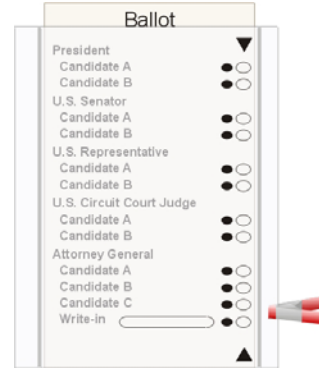 Ballot
President
Candidate A
Candidate B
U.S. Senator
Candidate A
Candidate B
U.S. Representative
Candidate A
Candidate B
U.S. Circuit Court Judge
Candidate A
Candidate B
Attorney General
Candidate A
Candidate B
Candidate C
Write-in